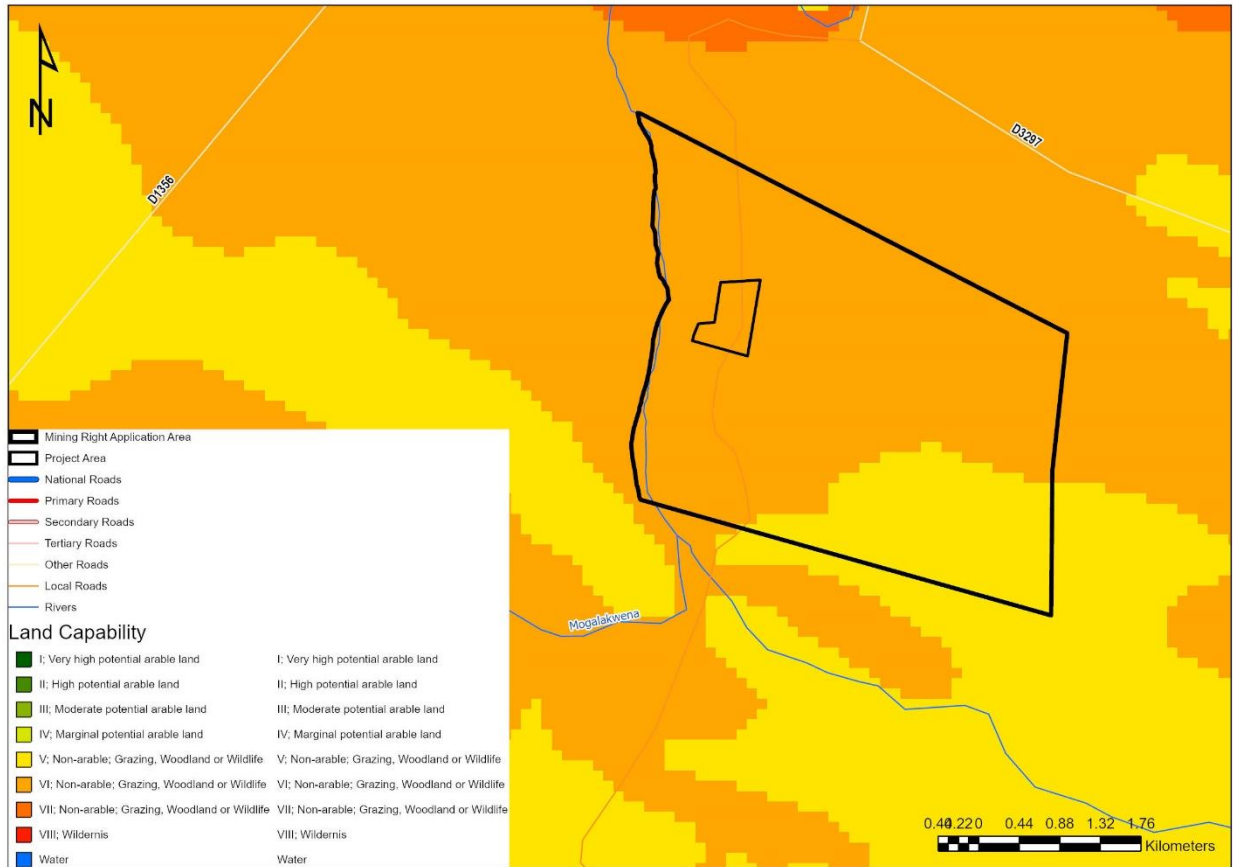 N
D1356
D3297
Mogalakwena
Mining Right Application Area
Project Area
National Roads
Primary Roads
Secondary Roads
Tertiary Roads
Other Roads
Local Roads
Rivers
Land Capability
I; Very high potential arable land I; Very high potential arable land
II; High potential arable land II; High potential arable land
III; Moderate potential arable land III; Moderate potential arable land
IV; Marginal potential arable land IV; Marginal potential arable land
V; Non-arable; Grazing, Woodland or Wildlife V; Non-arable; Grazing, Woodland or Wildlife
VI; Non-arable; Grazing, Woodland or Wildlife VI; Non-arable; Grazing, Woodland or Wildlife
VII; Non-arable; Grazing, Woodland or Wildlife VII; Non-arable; Grazing, Woodland or Wildlife
VIII; Wildernis VIII; Wildernis
Water Water
0.44 0.22 0 0.44 0.88 1.32 1.76
Kilometers